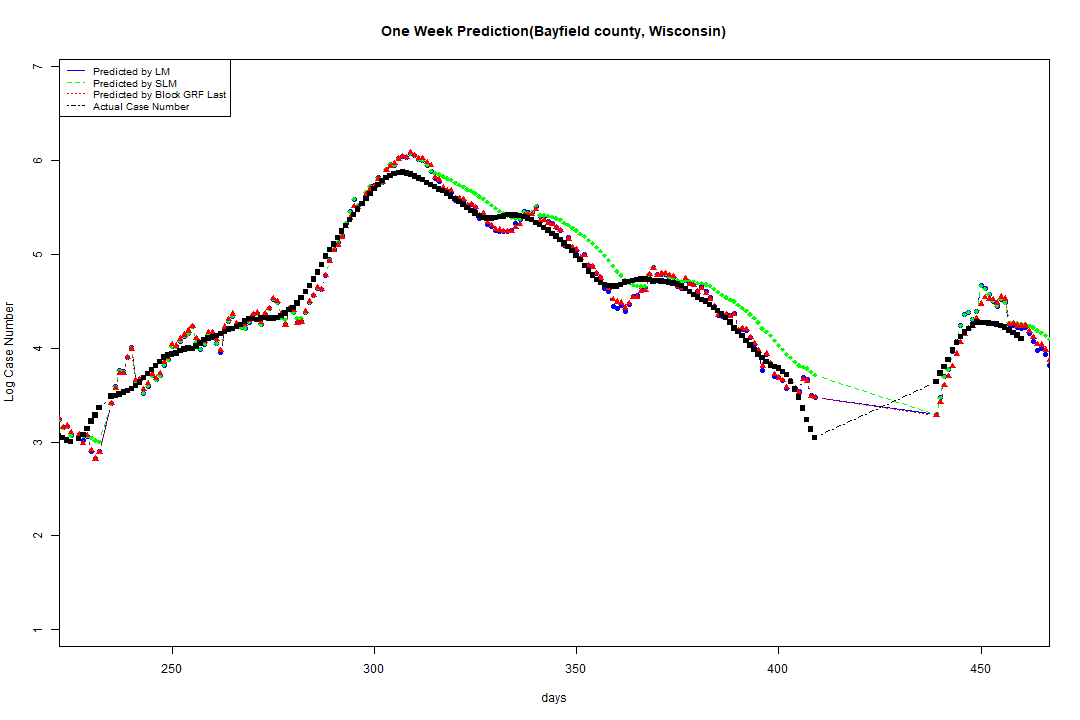 One Week Prediction(Bayfield county, Wisconsin)
7
Predicted by LM
Predicted by SLM
Predicted by Block GRF Last
Actual Case Number
6
5
4
3
2
1
Log Case Number
250 300 350 400 450
days